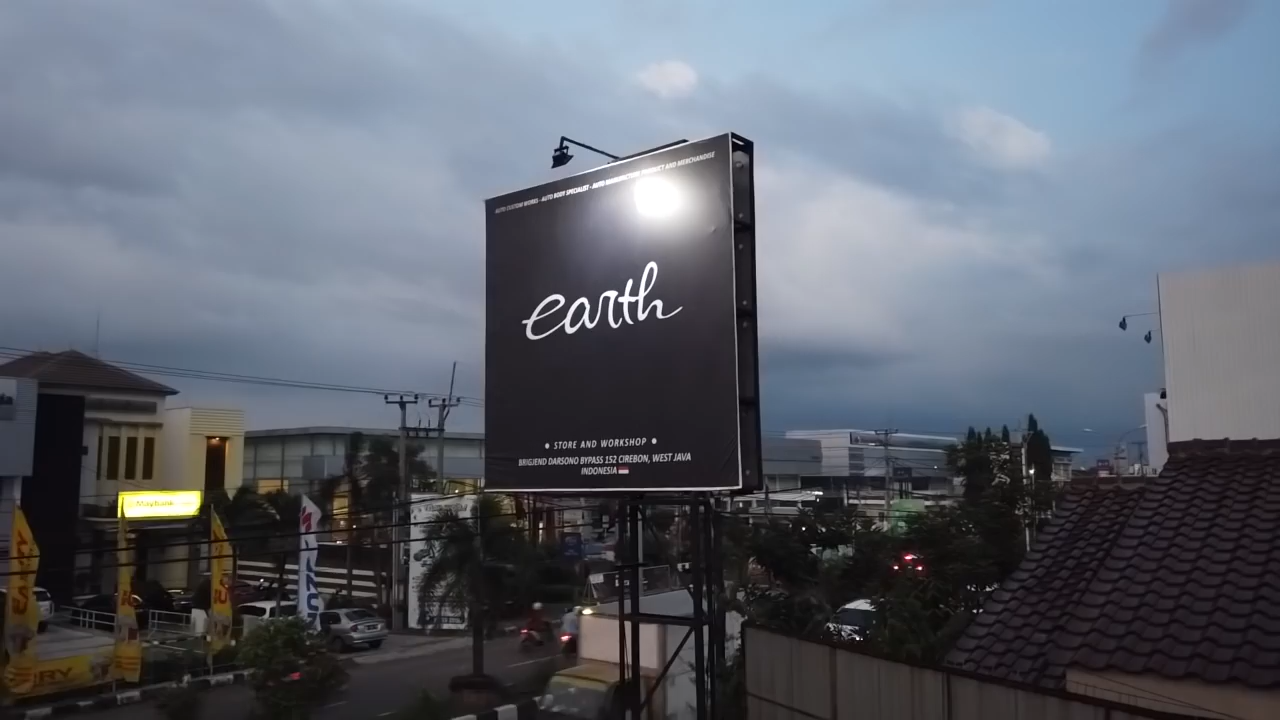 AUTO CUSTOM WORKS - AUTO BODY SPECIALIST - AUTO MANUFACTURE PRODUCT AND MERCHANDISE
earth
• STORE AND WORKSHOP •
BRIGJEND DARSONO BYPASS 152 CIREBON, WEST JAVA
INDONESIA
Maybank